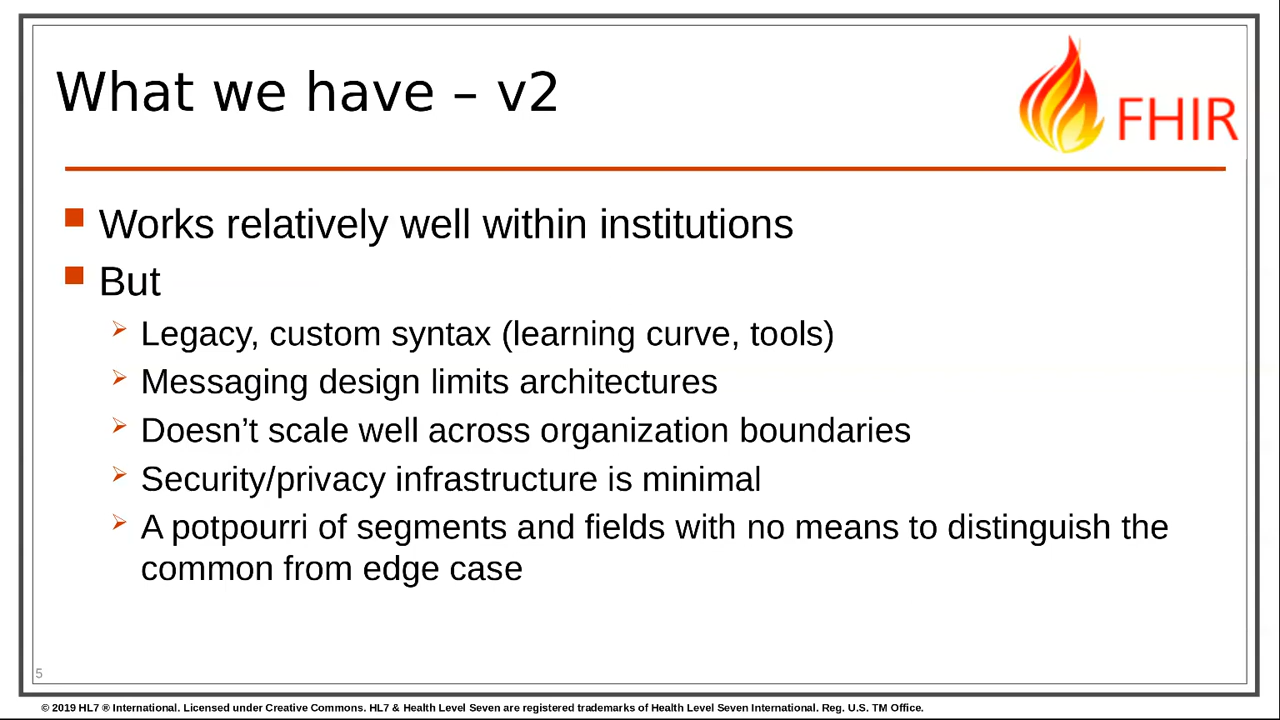 What we have – v2
FHIR
Works relatively well within institutions
But
Legacy, custom syntax (learning curve, tools)
Messaging design limits architectures
Doesn’t scale well across organization boundaries
Security/privacy infrastructure is minimal
A potpourri of segments and fields with no means to distinguish the
common from edge case
5
© 2019 HL7 ® International. Licensed under Creative Commons. HL7 & Health Level Seven are registered trademarks of Health Level Seven International. Reg. U.S. TM Office.